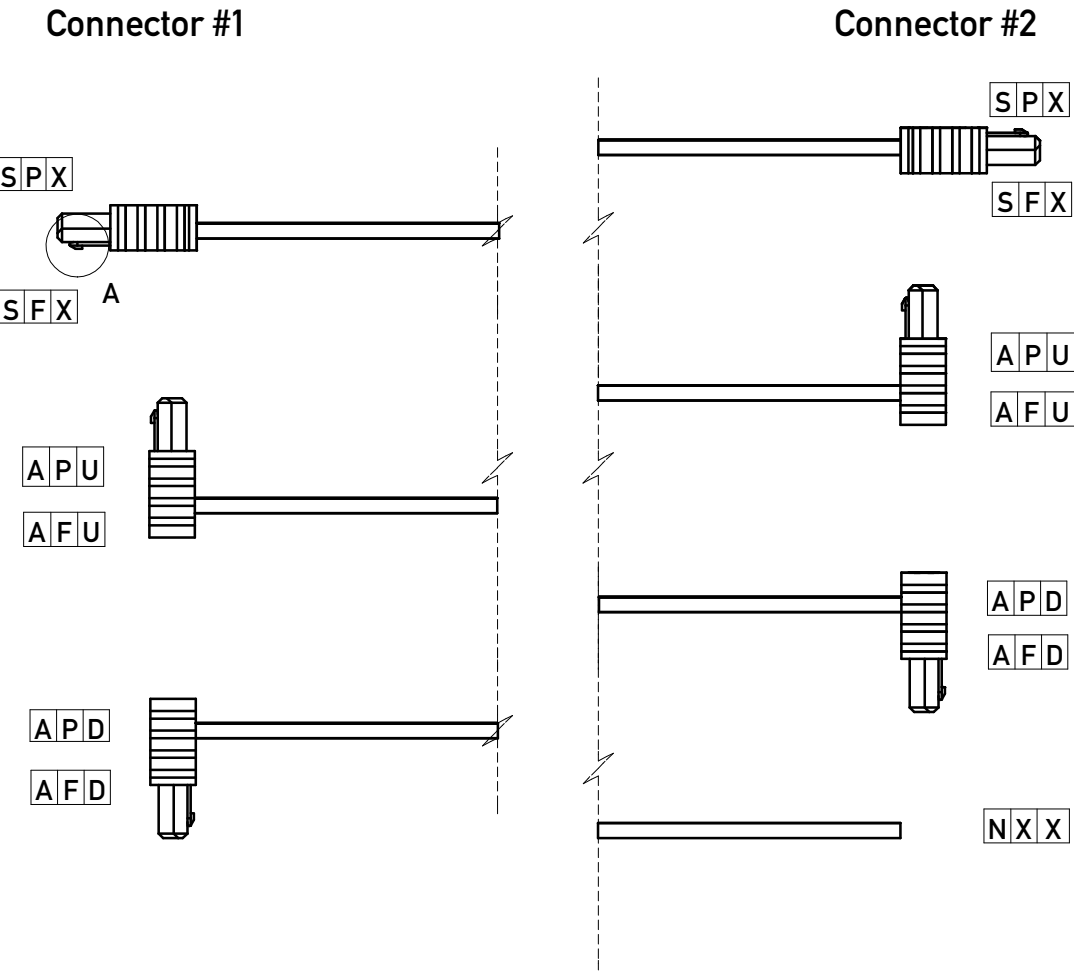 Connector #1
SPX
SFX
A
APU
AFU
APD
AFD
Connector #2
SPX
SFX
APU
AFU
APD
AFD
NXX